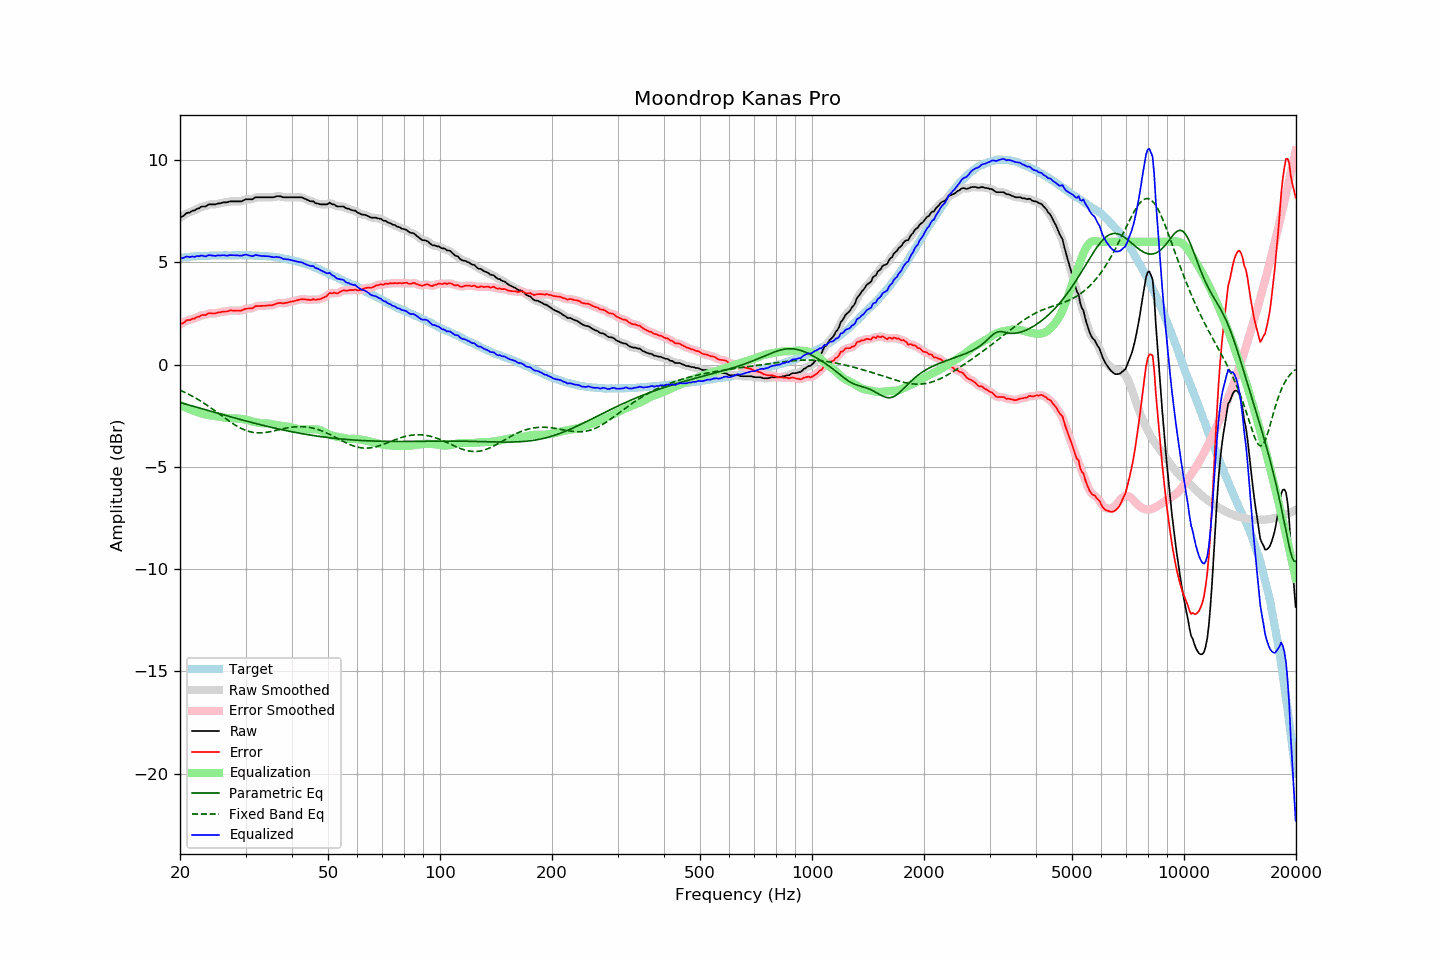 Moondrop Kanas Pro
Amplitude (dBr)
10
5
0
−5
−10
−15
−20
Target
Raw Smoothed
Error Smoothed
Raw
Error
Equalization
Parametric Eq
Fixed Band Eq
Equalized
20 50 100 200 500 1000 2000 5000 10000 20000
Frequency (Hz)